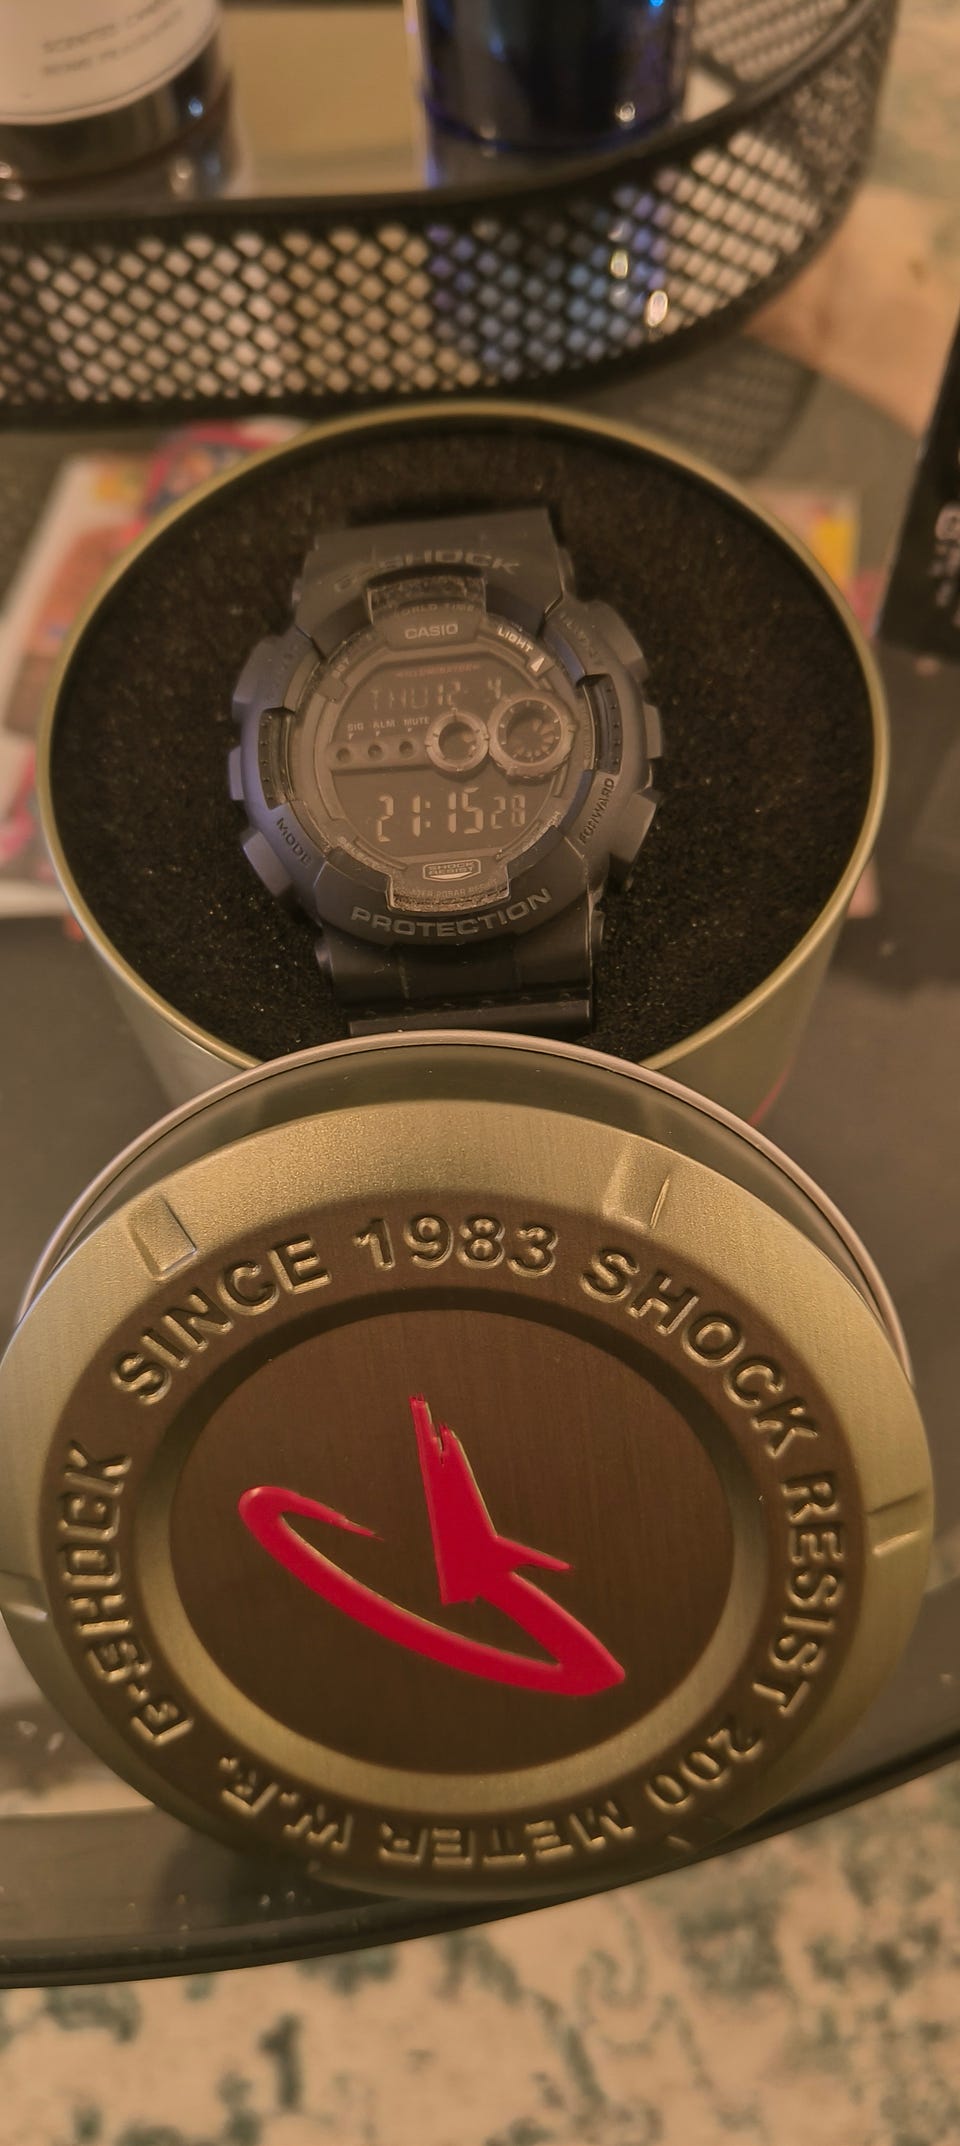 SCENTED
G-SHOCK
WORLD TIME
CASIO
LIGHT
THU 12 4
SIG ALM MUTE
21:15 28
MODE
FORWARD
SHOCK
RESIST
PROTECTION
G-SHOCK SINCE 1983 SHOCK RESIST 200 METER W.R.